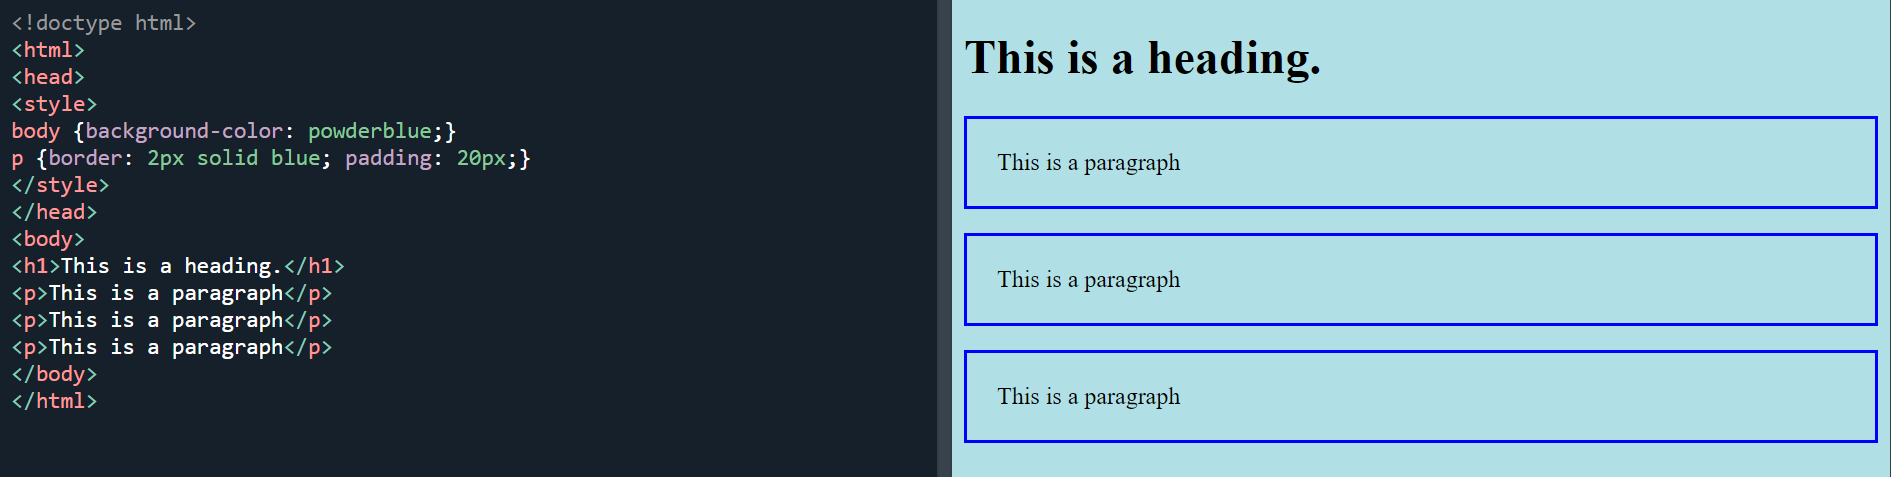 <!doctype html>
<html>
<head>
<style>
body {background-color: powderblue;}
p {border: 2px solid blue; padding: 20px;}
</style>
</head>
<body>
<h1>This is a heading.</h1>
<p>This is a paragraph</p>
<p>This is a paragraph</p>
<p>This is a paragraph</p>
</body>
</html>
This is a heading.
This is a paragraph
This is a paragraph
This is a paragraph